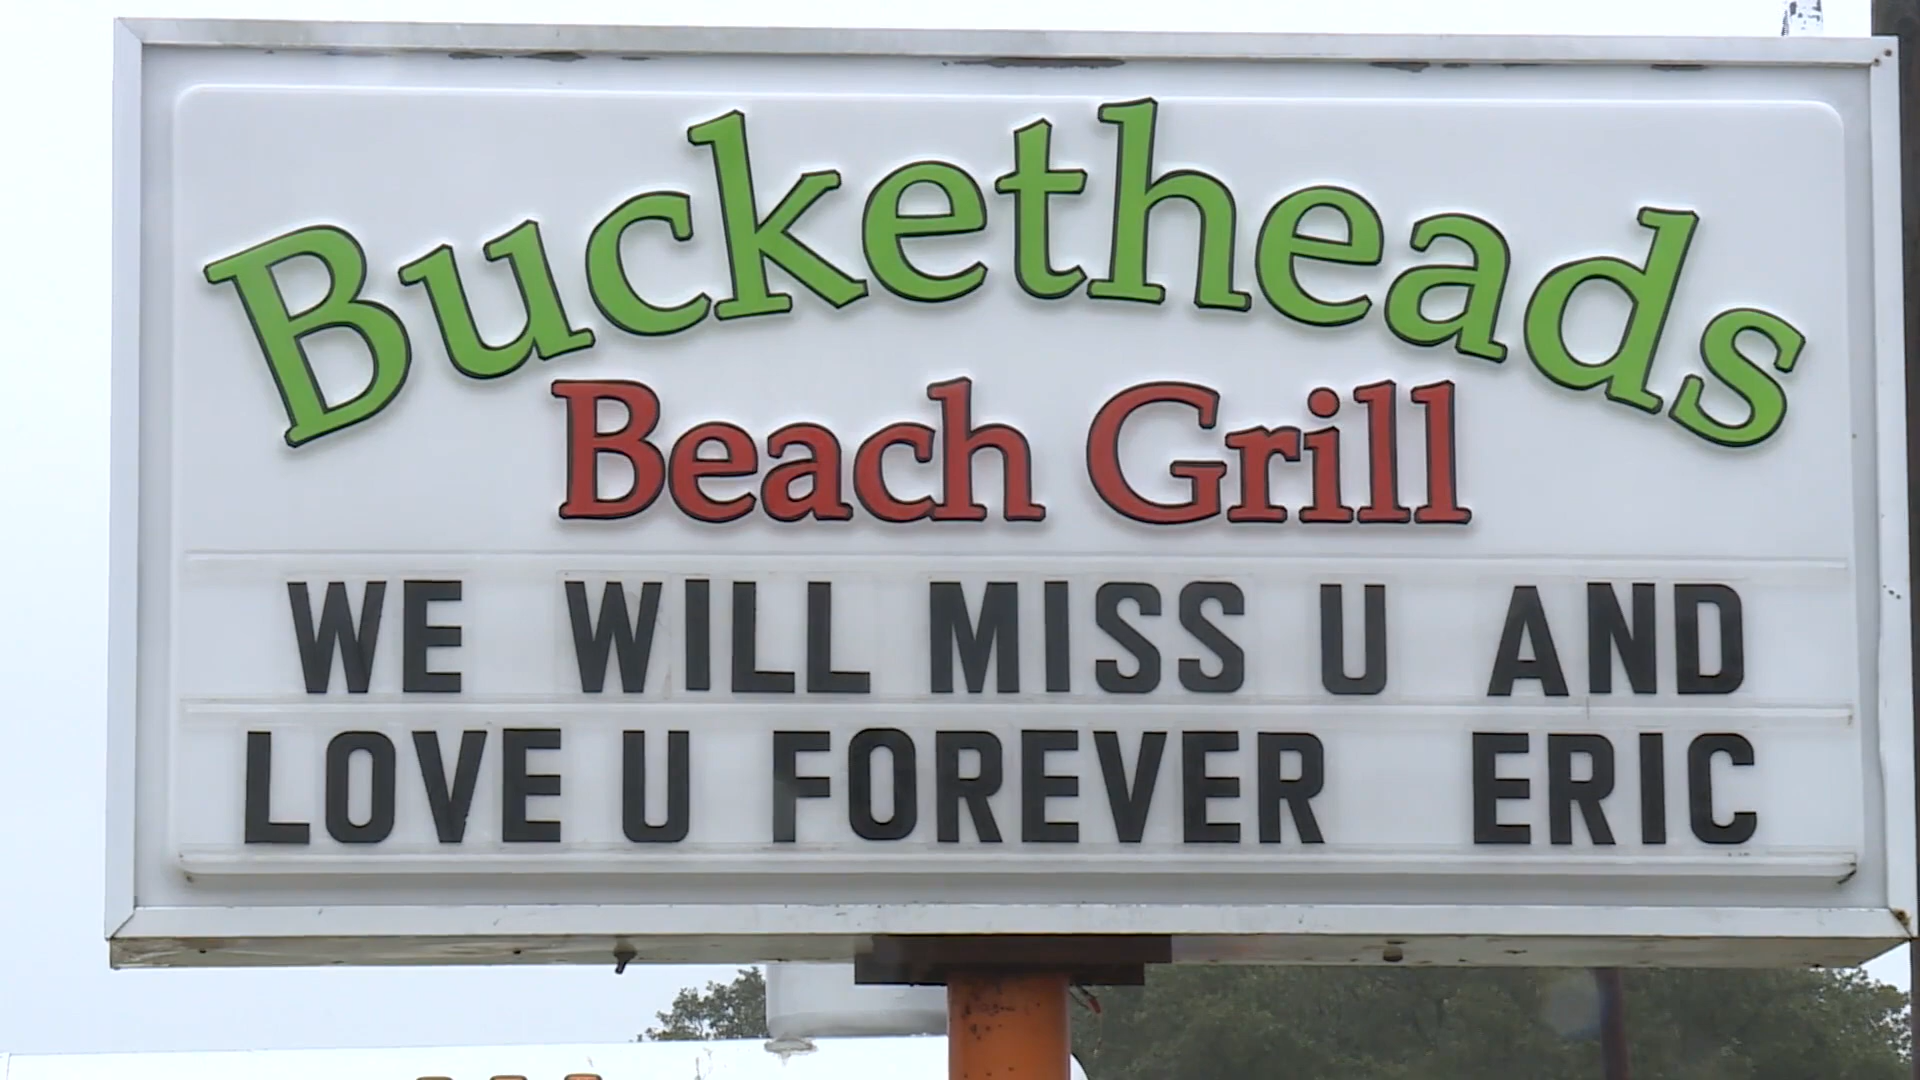 Bucketheads
Beach Grill
WE WILL MISS U AND
LOVE U FOREVER ERIC